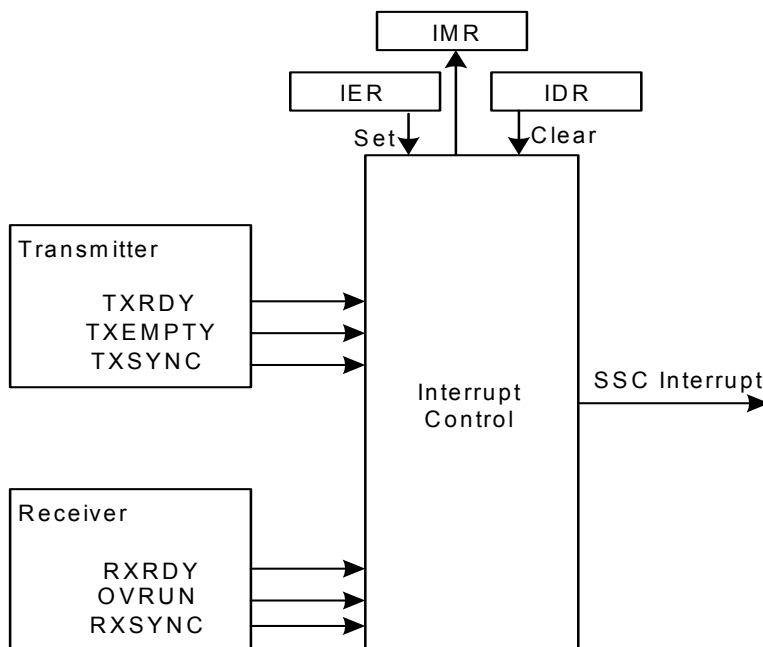 IMR
IER
IDR
Set
Clear
Transmitter
TXRDY
TXEMPTY
TXSYNC
Interrupt
Control
SSC Interrupt
Receiver
RXRDY
OVRUN
RXSYNC